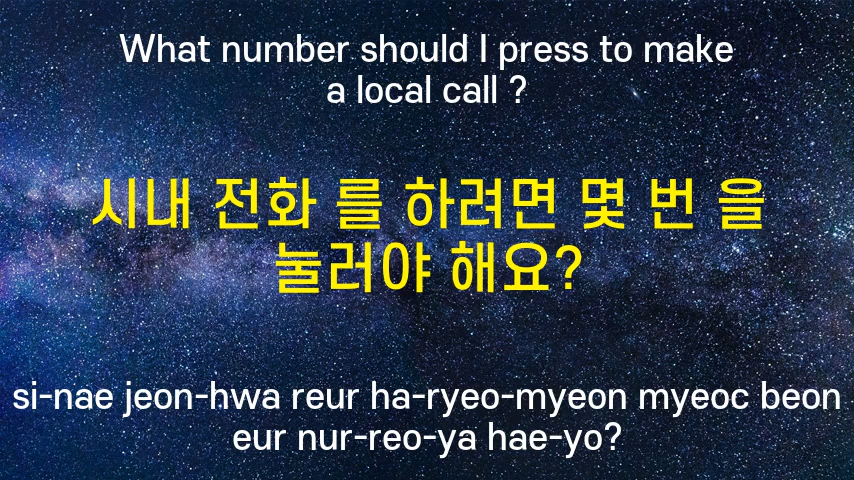 What number should I press to make
a local call ?
시내 전화 를 하려면 몇 번 을
눌러야 해요?
si-nae jeon-hwa reur ha-ryeo-myeon myeoc beon
eur nur-reo-ya hae-yo?